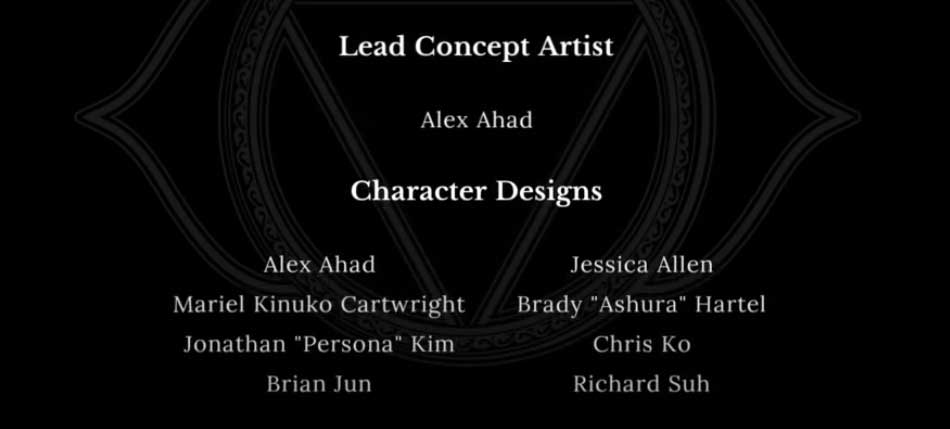 Lead Concept Artist
Alex Ahad
Character Designs
Alex Ahad Jessica Allen
Mariel Kinuko Cartwright Brady "Ashura" Hartel
Jonathan "Persona" Kim Chris Ko
Brian Jun Richard Suh